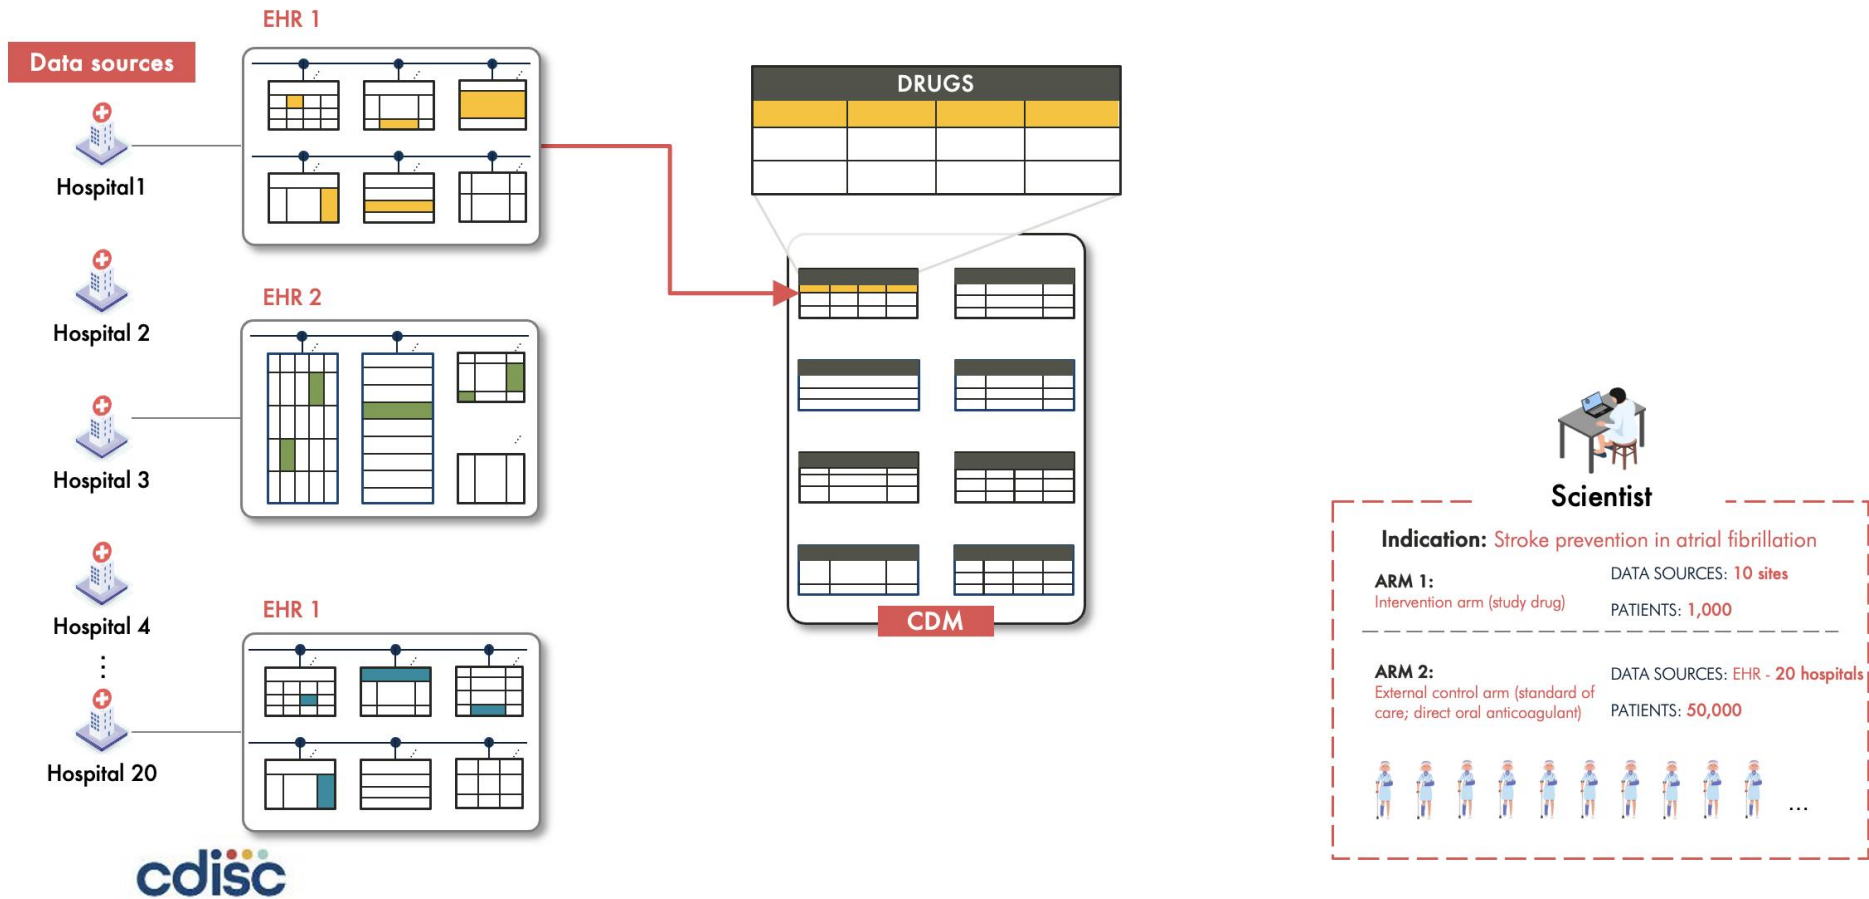 Data sources
Hospital1
Hospital 2
Hospital 3
Hospital 4
Hospital 20
EHR 1
EHR 2
EHR 1
DRUGS
CDM
Scientist
Indication: Stroke prevention in atrial fibrillation
ARM 1:
Intervention arm (study drug)
DATA SOURCES: 10 sites
PATIENTS: 1,000
ARM 2:
External control arm (standard of
care; direct oral anticoagulant)
DATA SOURCES: EHR - 20 hospitals
PATIENTS: 50,000
...
cdisc